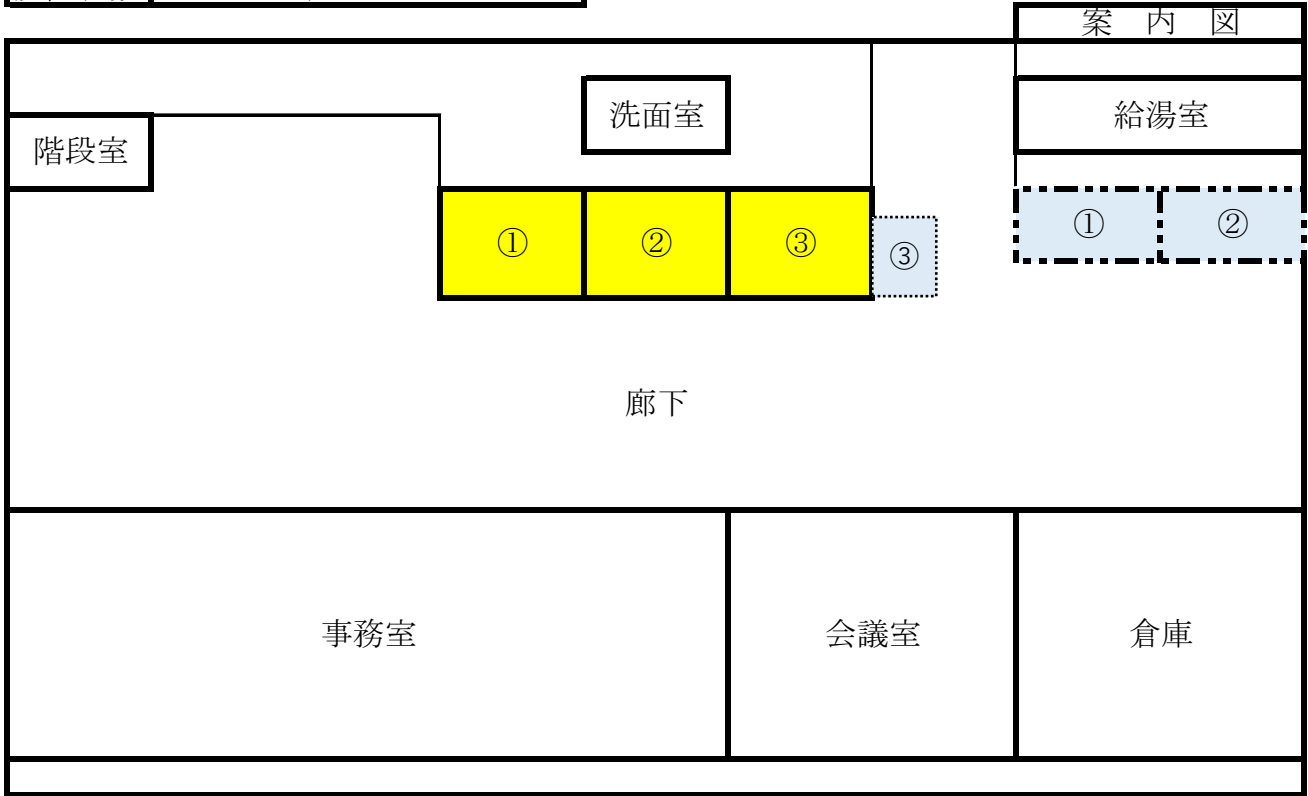 案 内 図
洗面室
給湯室
階段室
① ② ③ ③ ① ②
廊下
事務室 会議室 倉庫